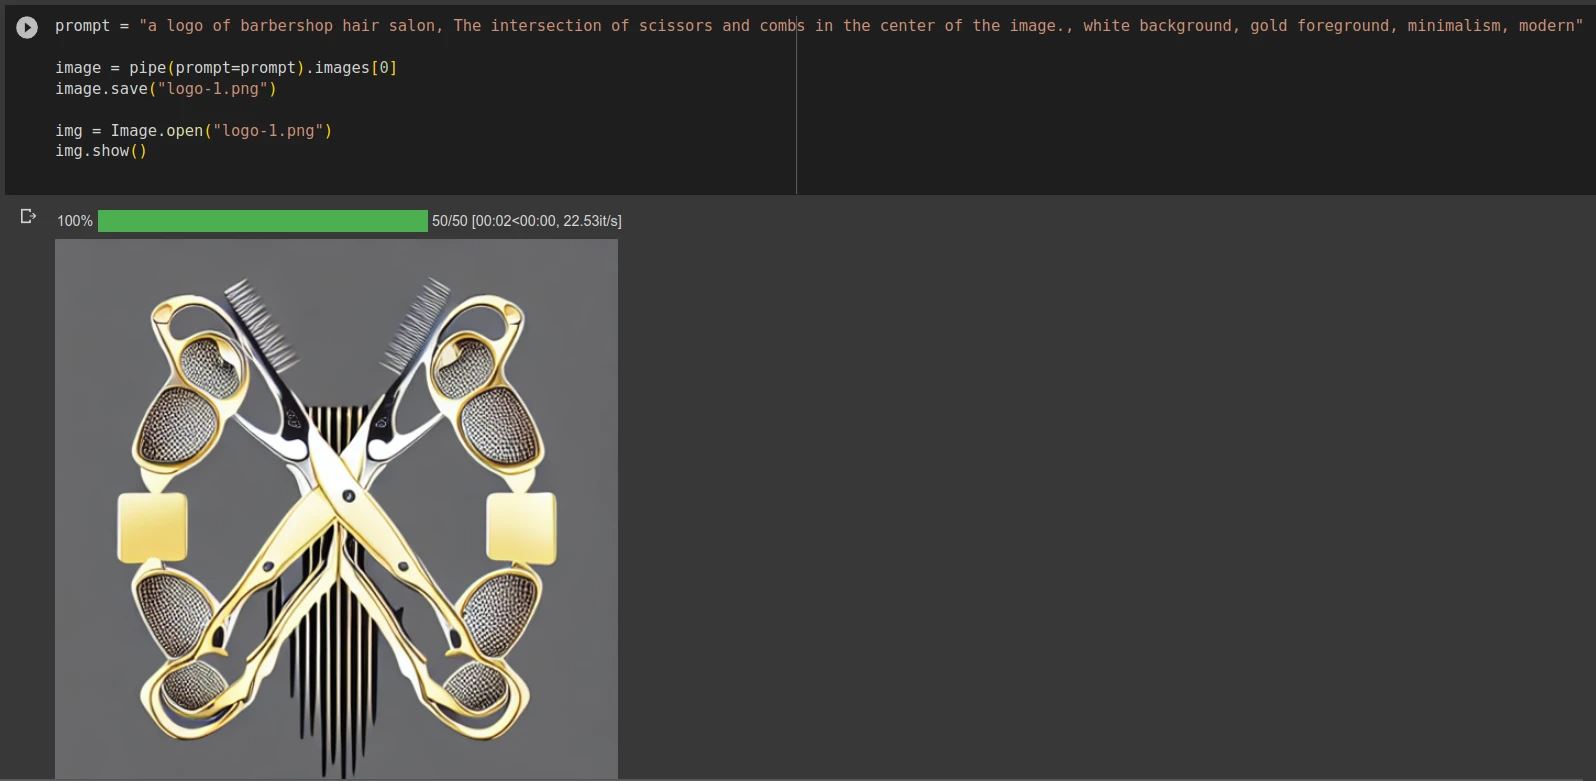 prompt = "a logo of barbershop hair salon, The intersection of scissors and combs in the center of the image., white background, gold foreground, minimalism, modern"
image = pipe(prompt=prompt).images[0]
image.save("logo-1.png")
img = Image.open("logo-1.png")
img.show()
100% 50/50 [00:02<00:00, 22.53it/s]